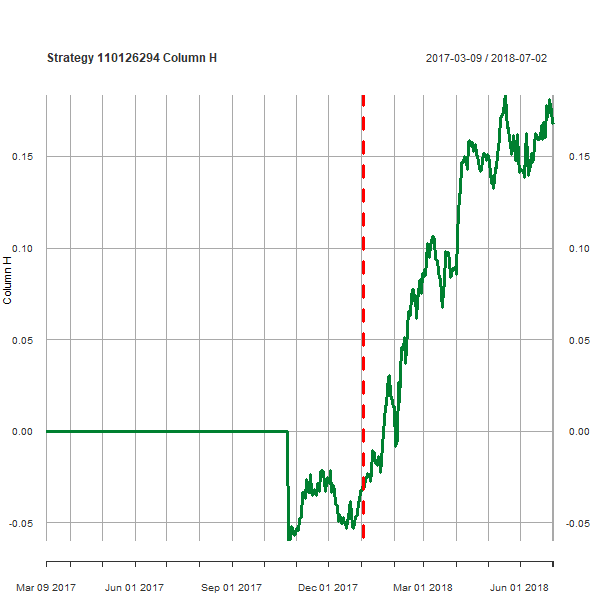 Strategy 110126294 Column H
2017-03-09 / 2018-07-02
0.15
0.15
0.10
0.10
Column H
0.05
0.05
0.00
0.00
-0.05
-0.05
Mar 09 2017
Jun 01 2017
Sep 01 2017
Dec 01 2017
Mar 01 2018
Jun 01 2018